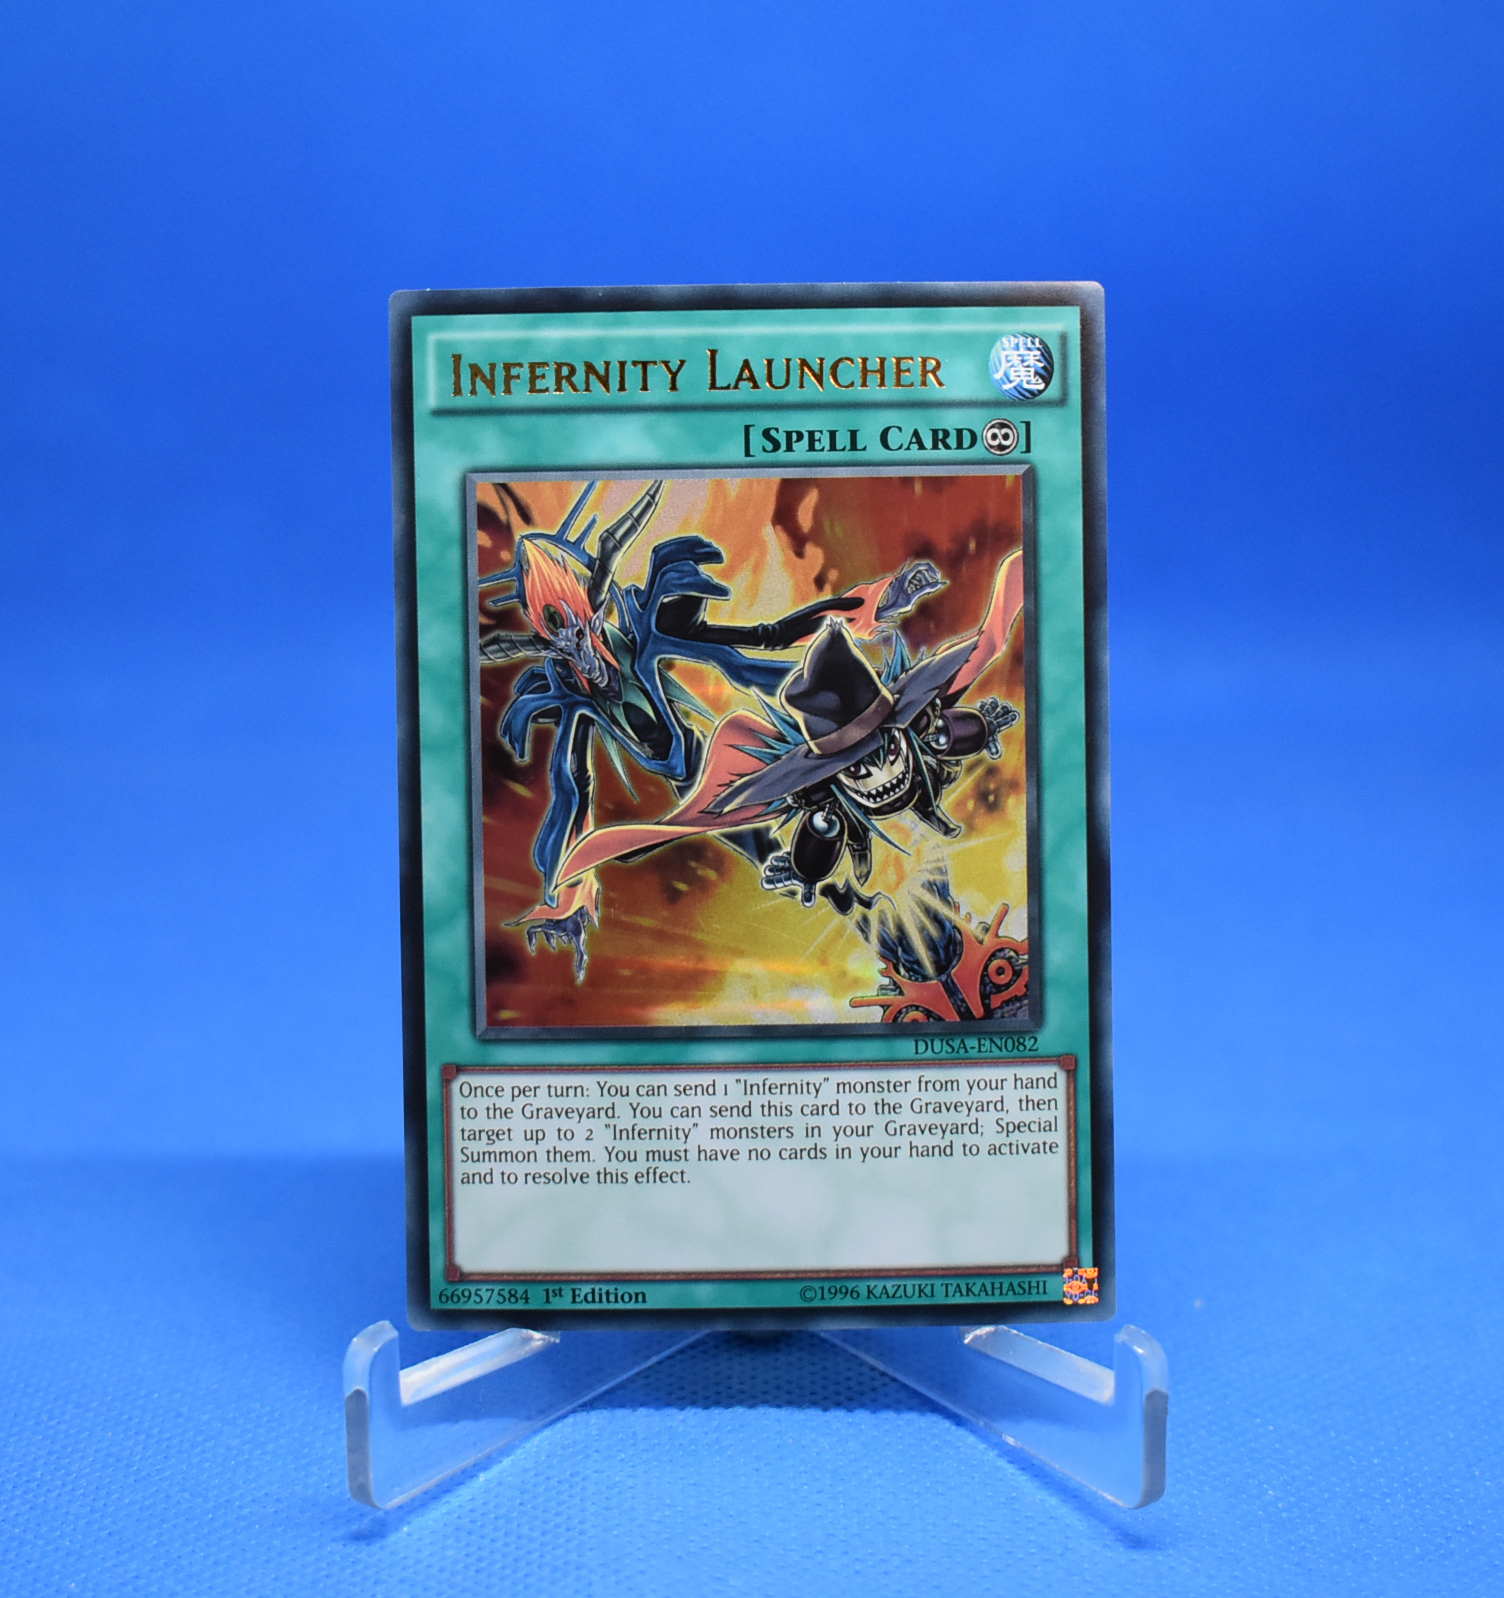 INFERNITY LAUNCHER
SPELL
魔
[SPELL CARD∞]
DUSA-EN082
Once per turn: You can send 1 "Infernity" monster from your hand
to the Graveyard. You can send this card to the Graveyard, then
target up to 2 "Infernity" monsters in your Graveyard; Special
Summon them. You must have no cards in your hand to activate
and to resolve this effect.
66957584 1st Edition ©1996 KAZUKI TAKAHASHI